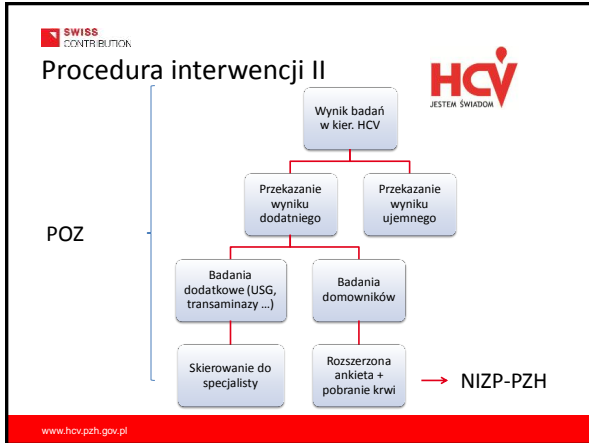 SWISS
CONTRIBUTION
Procedura interwencji II
HCV
JESTEM ŚWIADOM
Wynik badań
w kier. HCV
Przekazanie
wyniku
dodatniego
Przekazanie
wyniku
ujemnego
POZ
Badania
dodatkowe (USG,
transaminazy ...)
Badania
domowników
Skierowanie do
specjalisty
Rozszerzona
ankieta +
pobranie krwi
NIZP-PZH
www.hcv.pzh.gov.pl